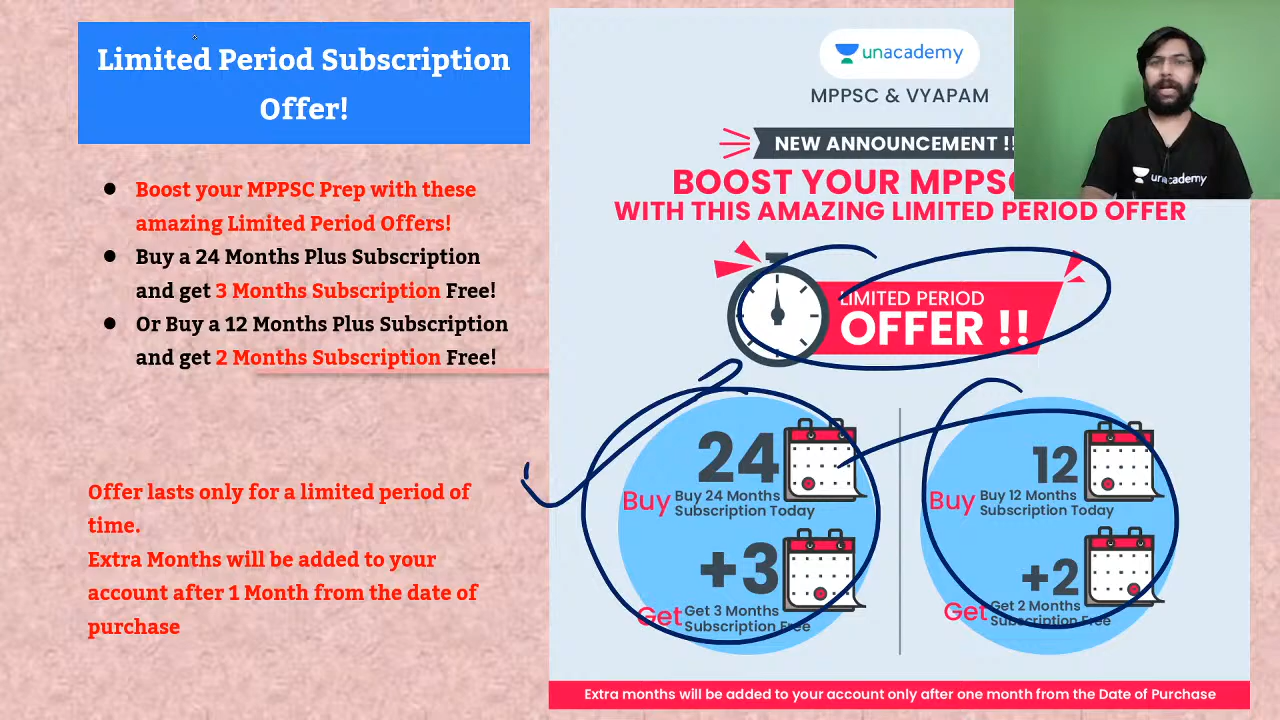 Limited Period Subscription
Offer!
Boost your MPPSC Prep with these
amazing Limited Period Offers!
Buy a 24 Months Plus Subscription
and get 3 Months Subscription Free!
Or Buy a 12 Months Plus Subscription
and get 2 Months Subscription Free!
Offer lasts only for a limited period of
time.
Extra Months will be added to your
account after 1 Month from the date of
purchase
unacademy
MPPSC & VYAPAM
NEW ANNOUNCEMENT !!
BOOST YOUR MPPSC
WITH THIS AMAZING LIMITED PERIOD OFFER
LIMITED PERIOD
OFFER !!
24
Buy Buy 24 Months
Subscription Today
+3
Get Get 3 Months
Subscription Free
12
Buy Buy 12 Months
Subscription Today
+2
Get Get 2 Months
Subscription Free
Extra months will be added to your account only after one month from the Date of Purchase
unacademy